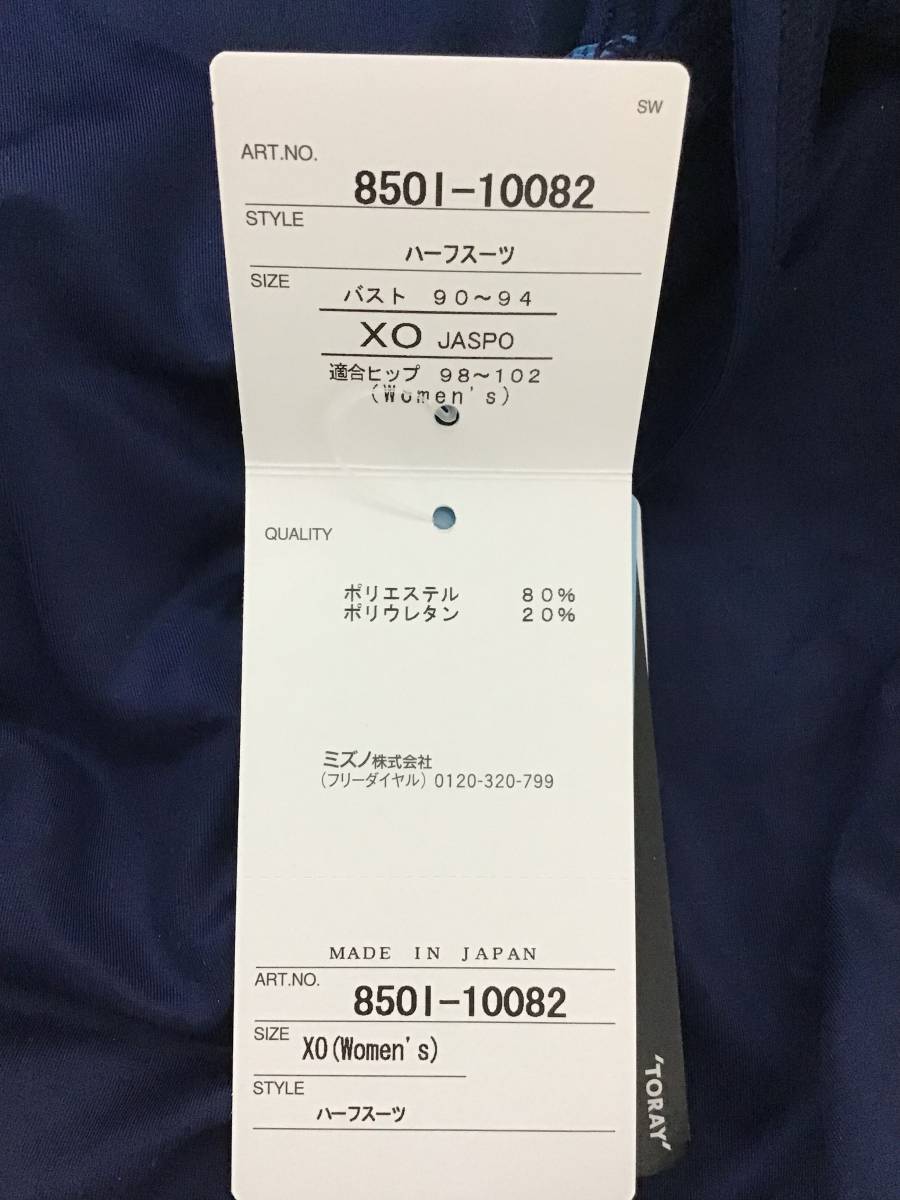 SW
ART.NO.
850I-10082
STYLE
ハーフスーツ
SIZE
バスト 90～94
XO JASPO
適合ヒップ 98～102
(Women's)
QUALITY
ポリエステル 80%
ポリウレタン 20%
ミズノ株式会社
(フリーダイヤル) 0120-320-799
MADE IN JAPAN
ART.NO.
850I-10082
SIZE XO(Women's)
STYLE
ハーフスーツ
'TORAY'